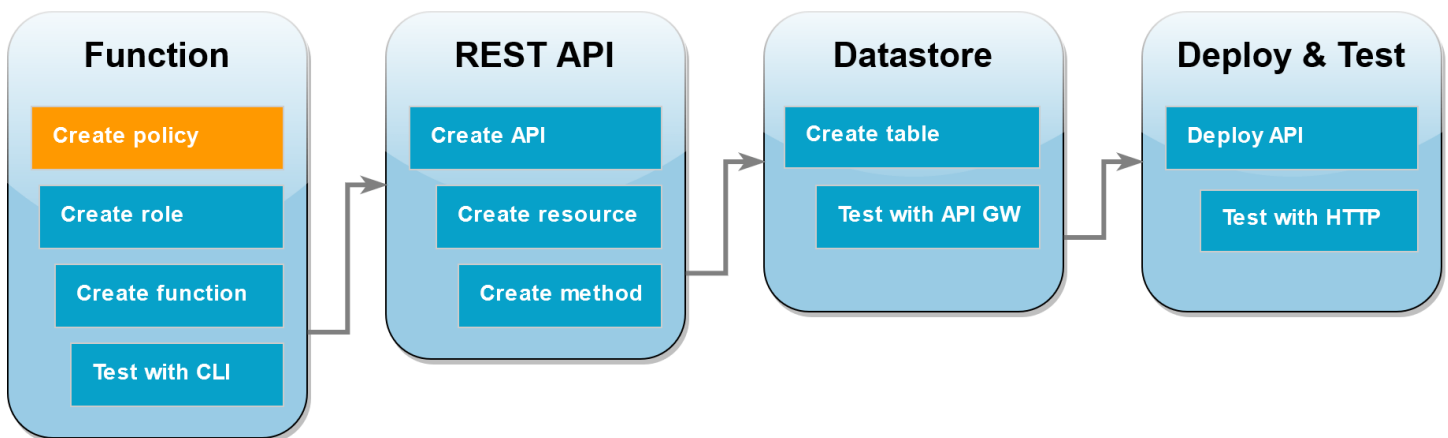 Function
Create policy
Create role
Create function
Test with CLI
REST API
Create API
Create resource
Create method
Datastore
Create table
Test with API GW
Deploy & Test
Deploy API
Test with HTTP